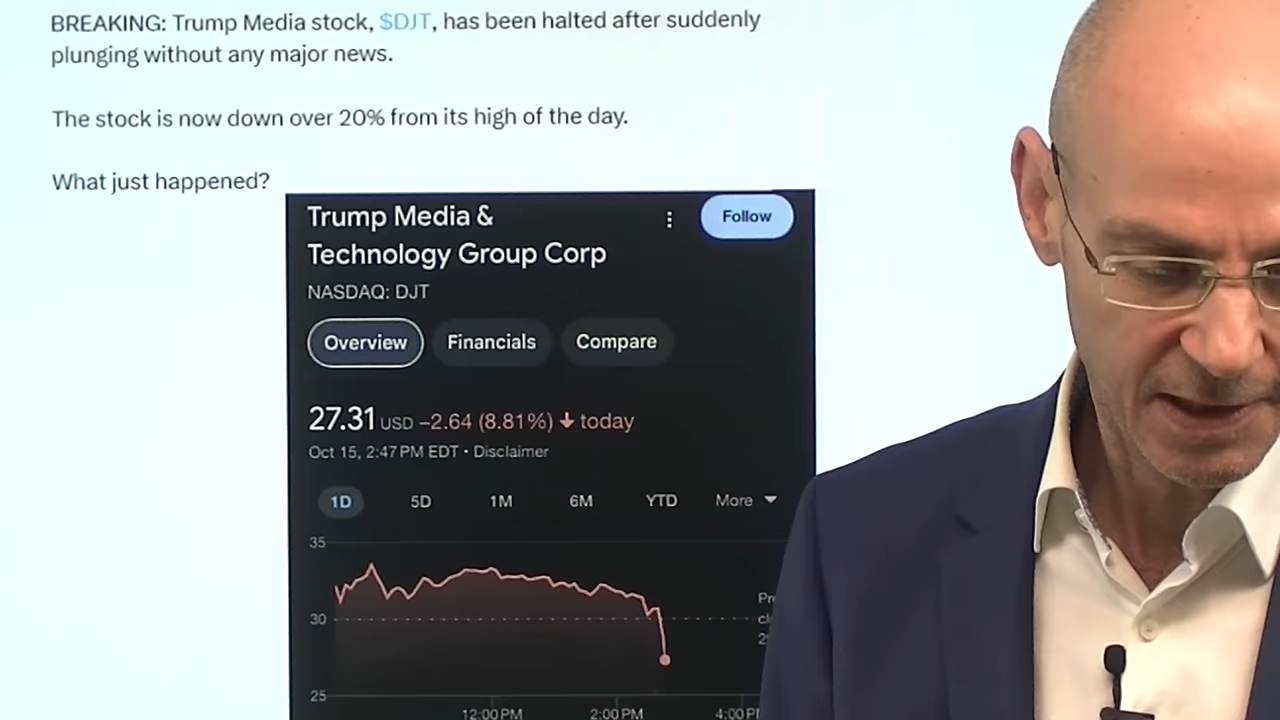 BREAKING: Trump Media stock, $DJT, has been halted after suddenly
plunging without any major news.
The stock is now down over 20% from its high of the day.
What just happened?
Trump Media &
Technology Group Corp
Follow
NASDAQ: DJT
Overview Financials Compare
27.31 USD −2.64 (8.81%) ↓ today
Oct 15, 2:47 PM EDT • Disclaimer
1D 5D 1M 6M YTD More
35
30
25
12:00 PM 2:00 PM